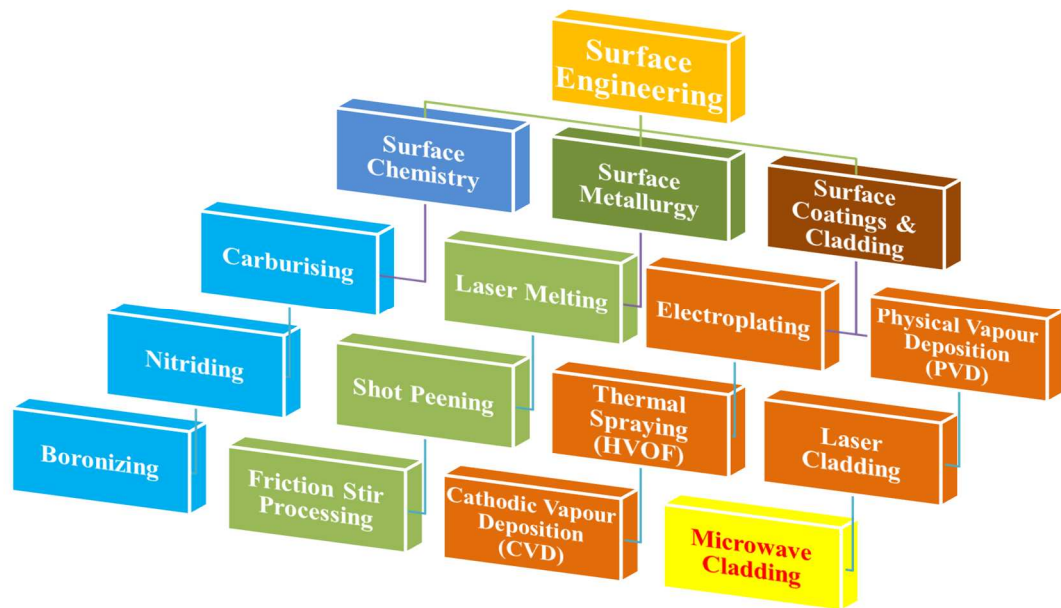 Surface
Engineering
Surface
Chemistry
Surface
Metallurgy
Surface
Coatings &
Cladding
Carburising
Laser Melting
Electroplating
Physical Vapour
Deposition
(PVD)
Nitriding
Shot Peening
Thermal
Spraying
(HVOF)
Laser
Cladding
Boronizing
Friction Stir
Processing
Cathodic Vapour
Deposition
(CVD)
Microwave
Cladding